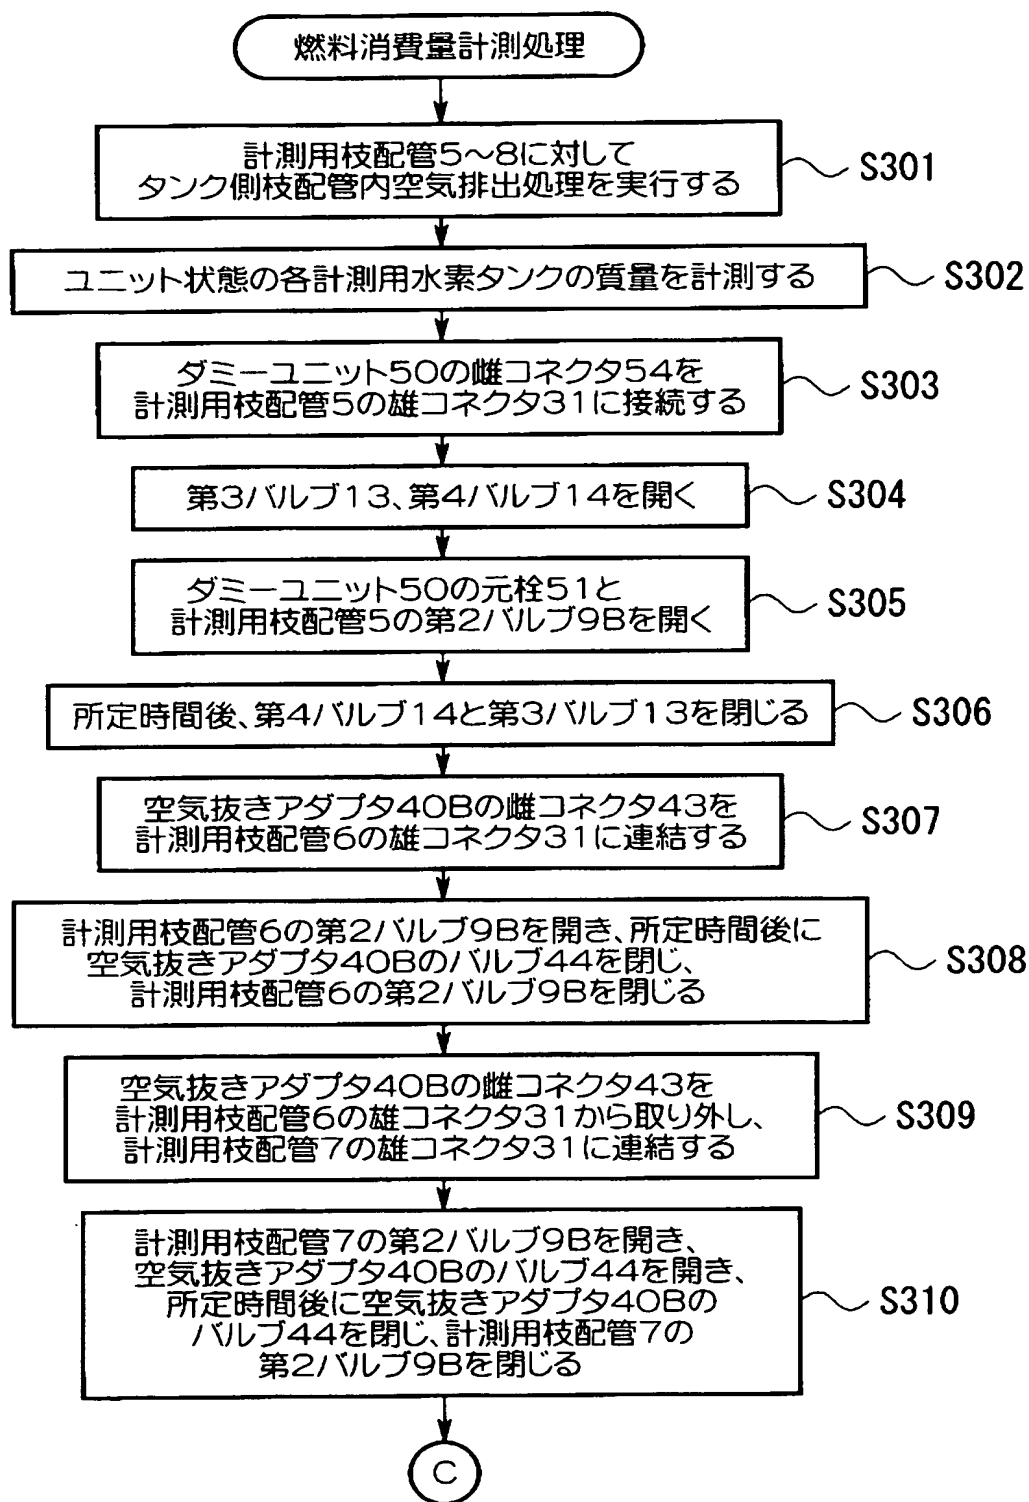 燃料消費量計測処理
計測用枝配管5～8に対して
タンク側枝配管内空気排出処理を実行する
S301
ユニット状態の各計測用水素タンクの質量を計測する
S302
ダミーユニット50の雌コネクタ54を
計測用枝配管5の雄コネクタ31に接続する
S303
第3バルブ13、第4バルブ14を開く
S304
ダミーユニット50の元栓51と
計測用枝配管5の第2バルブ9Bを開く
S305
所定時間後、第4バルブ14と第3バルブ13を閉じる
S306
空気抜きアダプタ40Bの雌コネクタ43を
計測用枝配管6の雄コネクタ31に連結する
S307
計測用枝配管6の第2バルブ9Bを開き、所定時間後に
空気抜きアダプタ40Bのバルブ44を閉じ、
計測用枝配管6の第2バルブ9Bを閉じる
S308
空気抜きアダプタ40Bの雌コネクタ43を
計測用枝配管6の雄コネクタ31から取り外し、
計測用枝配管7の雄コネクタ31に連結する
S309
計測用枝配管7の第2バルブ9Bを開き、
空気抜きアダプタ40Bのバルブ44を開き、
所定時間後に空気抜きアダプタ40Bの
バルブ44を閉じ、計測用枝配管7の
第2バルブ9Bを閉じる
S310
C